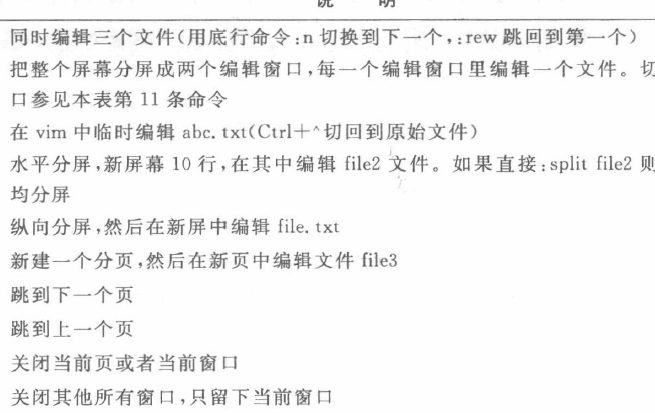 说 明
同时编辑三个文件(用底行命令:n 切换到下一个,:rew 跳回到第一个)
把整个屏幕分屏成两个编辑窗口,每一个编辑窗口里编辑一个文件。切
口参见本表第 11 条命令
在 vim 中临时编辑 abc. txt(Ctrl+^切回到原始文件)
水平分屏,新屏幕 10 行,在其中编辑 file2 文件。如果直接:split file2 则
均分屏
纵向分屏,然后在新屏中编辑 file. txt
新建一个分页,然后在新页中编辑文件 file3
跳到下一个页
跳到上一个页
关闭当前页或者当前窗口
关闭其他所有窗口,只留下当前窗口